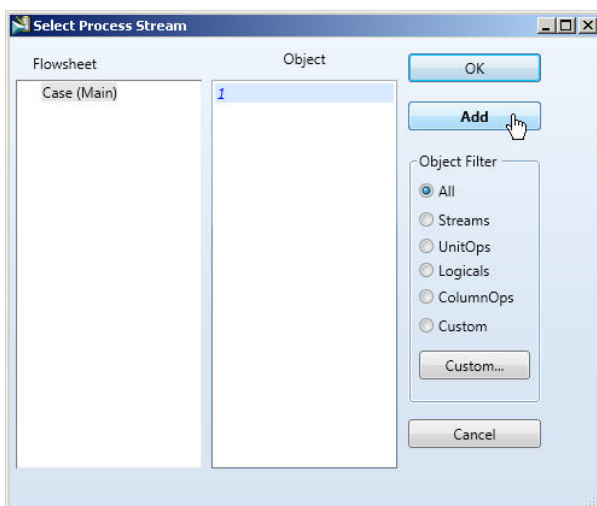 Select Process Stream
Flowsheet
Object
OK
Case (Main)
1
Add
Object Filter
All
Streams
UnitOps
Logicals
ColumnOps
Custom
Custom...
Cancel